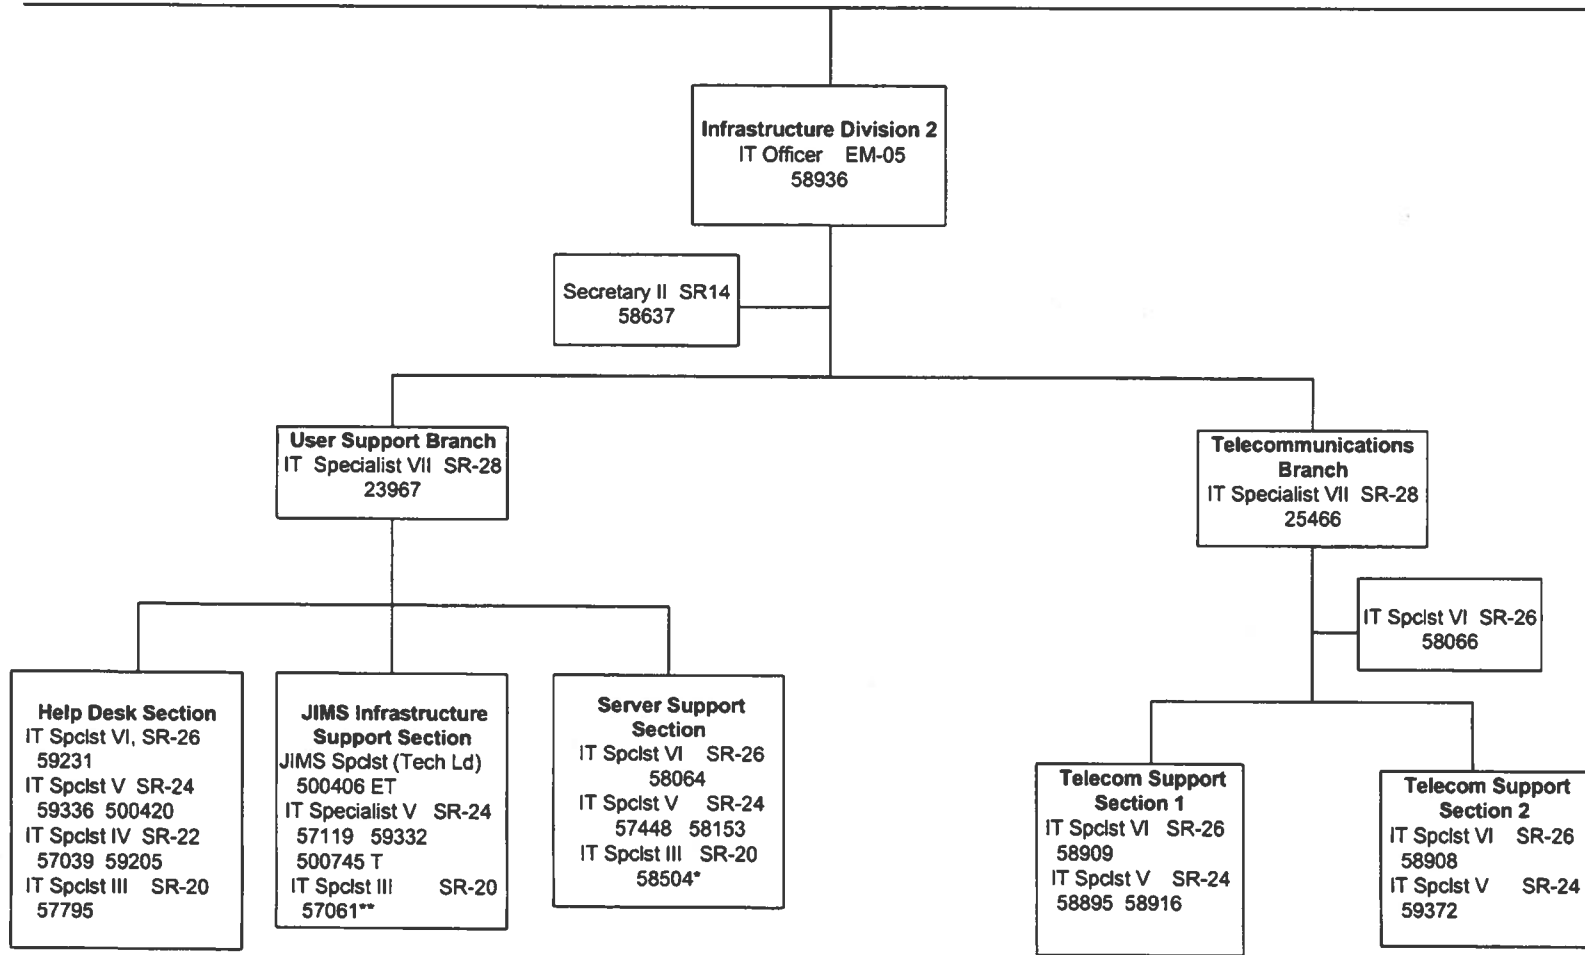 Infrastructure Division 2
IT Officer EM-05
58936
Secretary II SR14
58637
User Support Branch
IT Specialist VII SR-28
23967
Telecommunications
Branch
IT Specialist VII SR-28
25466
IT Spclst VI SR-26
58066
Help Desk Section
IT Spclst VI, SR-26
59231
IT Spclst V SR-24
59336 500420
IT Spclst IV SR-22
57039 59205
IT Spclst III SR-20
57795
JIMS Infrastructure
Support Section
JIMS Spclst (Tech Ld)
500406 ET
IT Specialist V SR-24
57119 59332
500745 T
IT Spclst III SR-20
57061**
Server Support
Section
IT Spclst VI SR-26
58064
IT Spclst V SR-24
57448 58153
IT Spclst III SR-20
58504*
Telecom Support
Section 1
IT Spclst VI SR-26
58909
IT Spclst V SR-24
58895 58916
Telecom Support
Section 2
IT Spclst VI SR-26
58908
IT Spclst V SR-24
59372